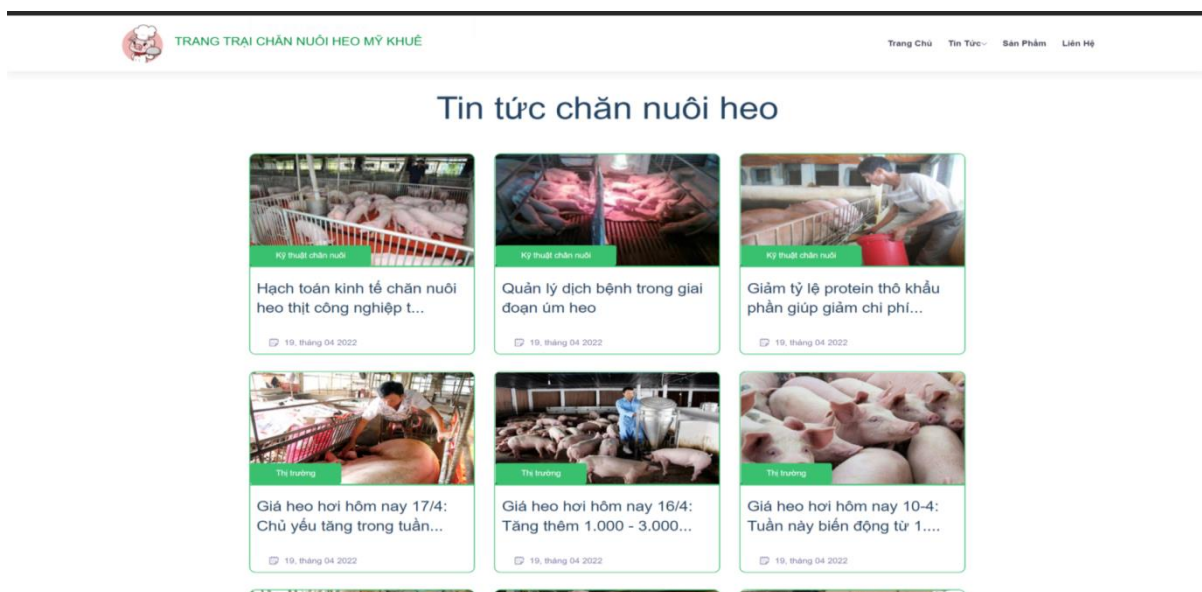 TRANG TRẠI CHĂN NUÔI HEO MỸ KHUÊ
Trang Chủ Tin Tức Sản Phẩm Liên Hệ
Tin tức chăn nuôi heo
Kỹ thuật chăn nuôi
Hạch toán kinh tế chăn nuôi
heo thịt công nghiệp t...
19, tháng 04 2022
Kỹ thuật chăn nuôi
Quản lý dịch bệnh trong giai
đoạn úm heo
19, tháng 04 2022
Kỹ thuật chăn nuôi
Giảm tỷ lệ protein thô khẩu
phần giúp giảm chi phí...
19, tháng 04 2022
Thị trường
Giá heo hơi hôm nay 17/4:
Chủ yếu tăng trong tuần...
19, tháng 04 2022
Thị trường
Giá heo hơi hôm nay 16/4:
Tăng thêm 1.000 - 3.000...
19, tháng 04 2022
Thị trường
Giá heo hơi hôm nay 10-4:
Tuần này biến động từ 1....
19, tháng 04 2022